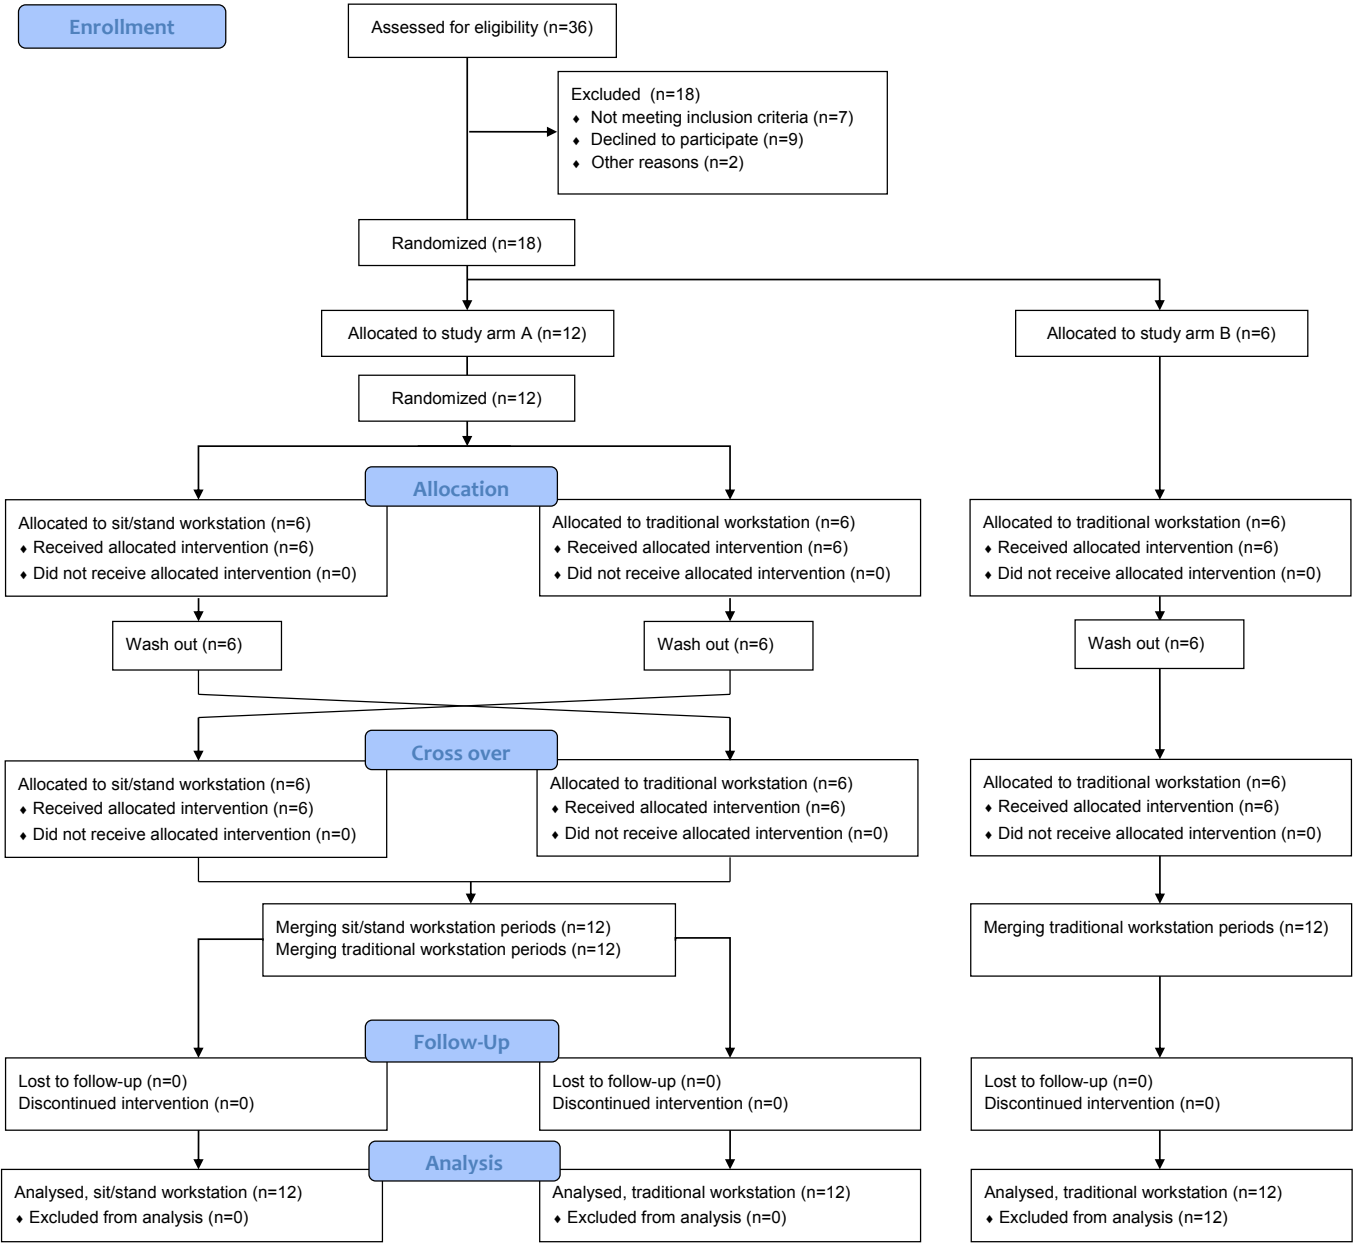 Enrollment
Assessed for eligibility (n=36)
Excluded (n=18)
♦ Not meeting inclusion criteria (n=7)
♦ Declined to participate (n=9)
♦ Other reasons (n=2)
Randomized (n=18)
Allocated to study arm A (n=12)
Allocated to study arm B (n=6)
Randomized (n=12)
Allocation
Allocated to sit/stand workstation (n=6)
♦ Received allocated intervention (n=6)
♦ Did not receive allocated intervention (n=0)
Allocated to traditional workstation (n=6)
♦ Received allocated intervention (n=6)
♦ Did not receive allocated intervention (n=0)
Allocated to traditional workstation (n=6)
♦ Received allocated intervention (n=6)
♦ Did not receive allocated intervention (n=0)
Wash out (n=6)
Wash out (n=6)
Wash out (n=6)
Cross over
Allocated to sit/stand workstation (n=6)
♦ Received allocated intervention (n=6)
♦ Did not receive allocated intervention (n=0)
Allocated to traditional workstation (n=6)
♦ Received allocated intervention (n=6)
♦ Did not receive allocated intervention (n=0)
Allocated to traditional workstation (n=6)
♦ Received allocated intervention (n=6)
♦ Did not receive allocated intervention (n=0)
Merging sit/stand workstation periods (n=12)
Merging traditional workstation periods (n=12)
Merging traditional workstation periods (n=12)
Follow-Up
Lost to follow-up (n=0)
Discontinued intervention (n=0)
Lost to follow-up (n=0)
Discontinued intervention (n=0)
Lost to follow-up (n=0)
Discontinued intervention (n=0)
Analysis
Analysed, sit/stand workstation (n=12)
♦ Excluded from analysis (n=0)
Analysed, traditional workstation (n=12)
♦ Excluded from analysis (n=0)
Analysed, traditional workstation (n=12)
♦ Excluded from analysis (n=12)